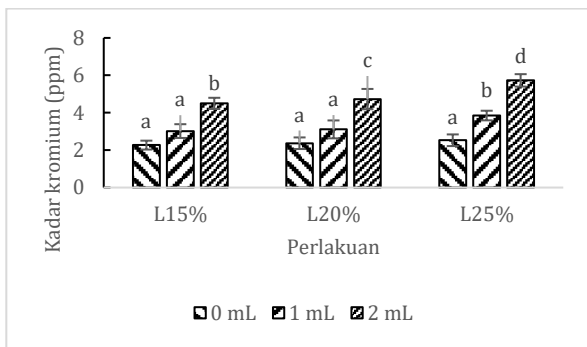 Kadar kromium (ppm)
8
6
4
2
0
a
a
b
a
a
c
a
b
d
L15%
L20%
L25%
Perlakuan
0 mL
1 mL
2 mL